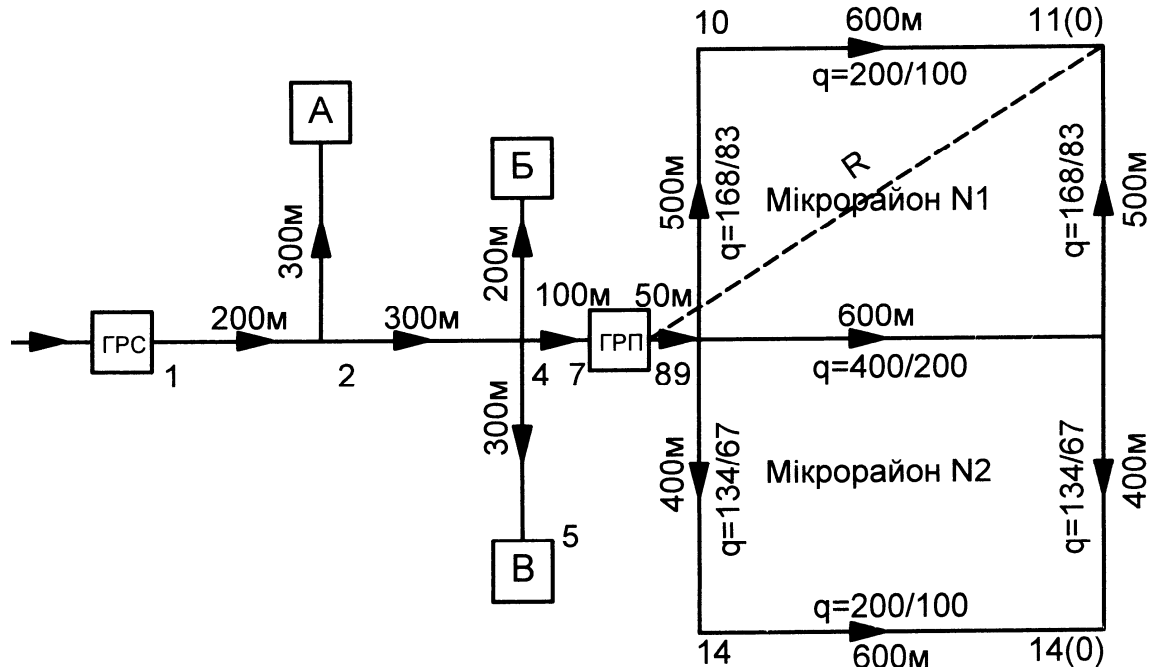 10
600м
11(0)
q=200/100
А
Б
500м
q=168/83
R
Мікрорайон N1
q=168/83
500м
300м
200м
ГРС
200м
300м
100м
50м
ГРП
600м
1
2
4
7
8
9
q=400/200
300м
400м
q=134/67
Мікрорайон N2
q=134/67
400м
5
В
q=200/100
14
600м
14(0)